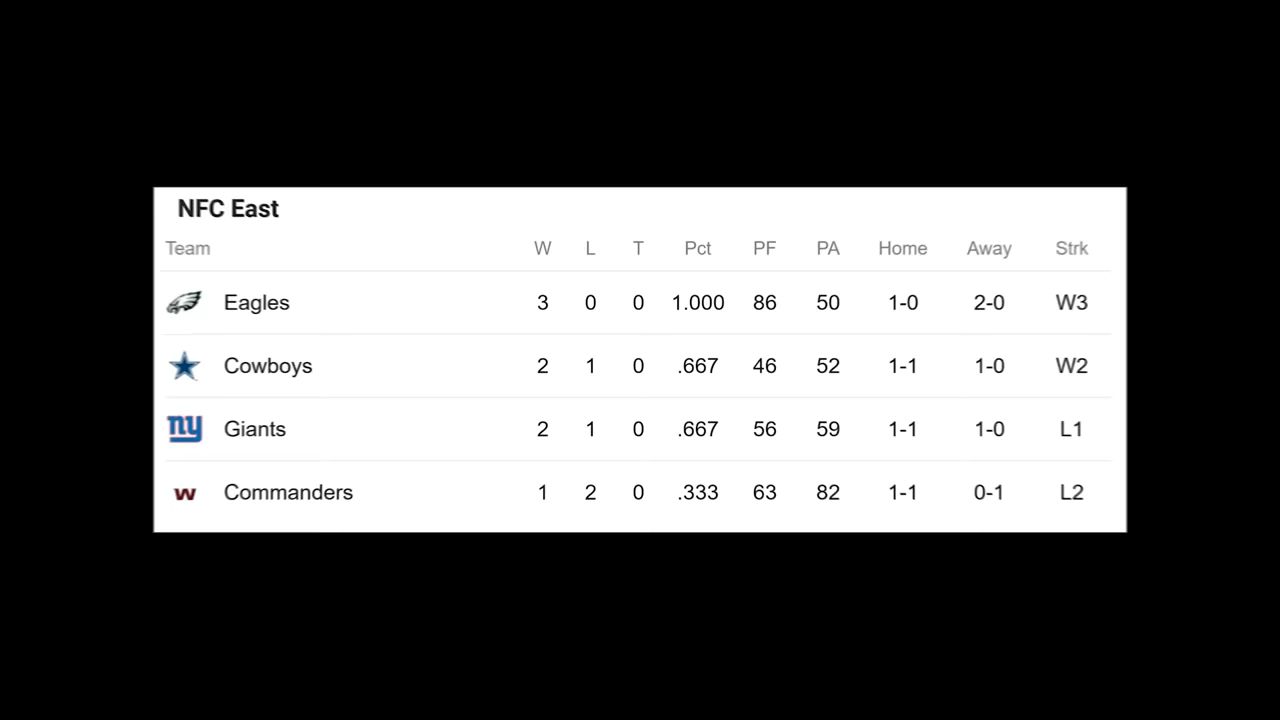 NFC East
Team W L T Pct PF PA Home Away Strk
Eagles 3 0 0 1.000 86 50 1-0 2-0 W3
Cowboys 2 1 0 .667 46 52 1-1 1-0 W2
ny Giants 2 1 0 .667 56 59 1-1 1-0 L1
W Commanders 1 2 0 .333 63 82 1-1 0-1 L2